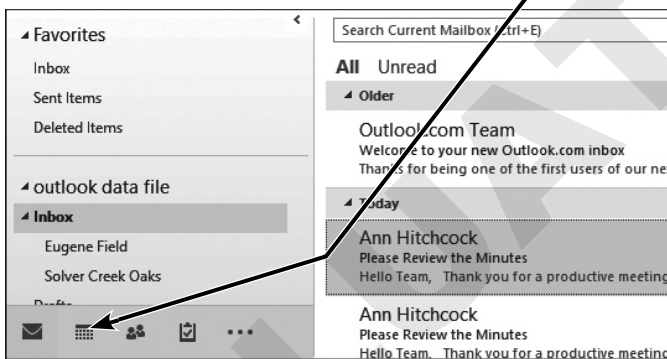 Favorites
Inbox
Sent Items
Deleted Items
outlook data file
Inbox
Eugene Field
Solver Creek Oaks
Drafts
Search Current Mailbox (Ctrl+E)
All Unread
Older
Outlook.com Team
Welcome to your new Outlook.com inbox
Thanks for being one of the first users of our
Today
Ann Hitchcock
Please Review the Minutes
Hello Team, Thank you for a productive meeting
Ann Hitchcock
Please Review the Minutes
Hello Team, Thank you for a productive meeting